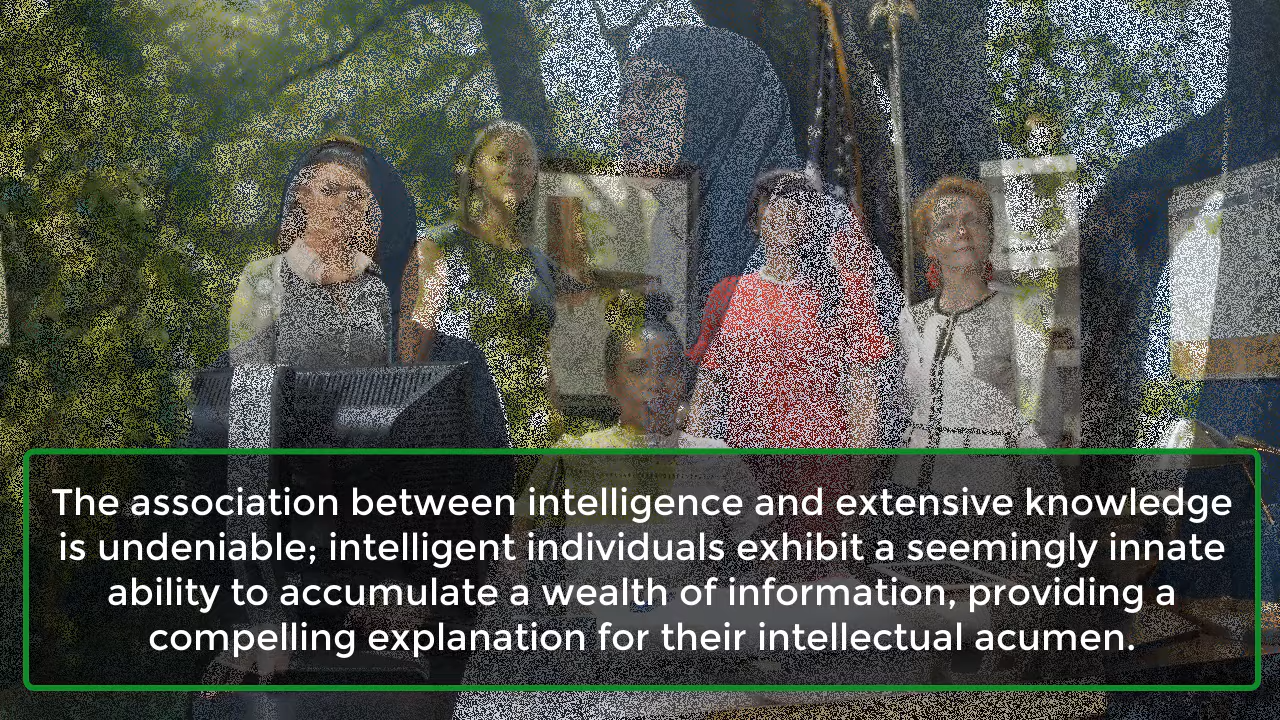 The association between intelligence and extensive knowledge
is undeniable; intelligent individuals exhibit a seemingly innate
ability to accumulate a wealth of information, providing a
compelling explanation for their intellectual acumen.